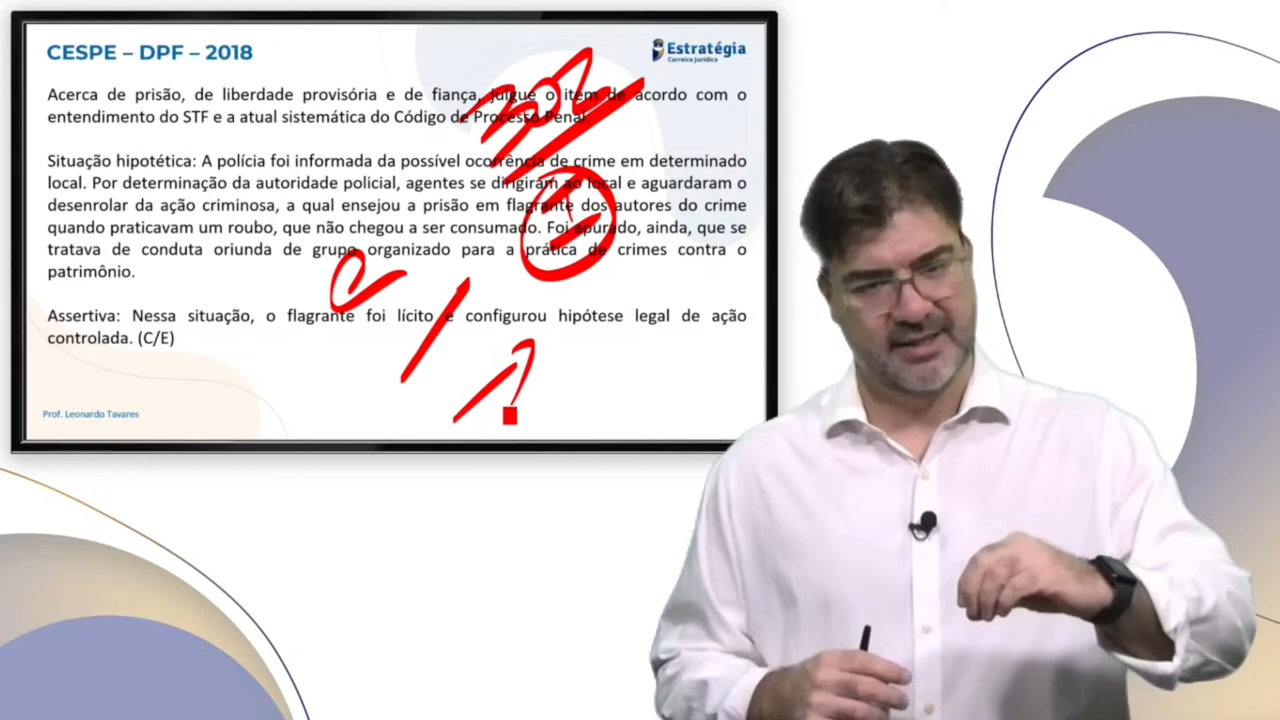 CESPE – DPF – 2018
Estratégia
Carreira Jurídica
Acerca de prisão, de liberdade provisória e de fiança, julgue o item de acordo com o
entendimento do STF e a atual sistemática do Código de Processo Penal.
Situação hipotética: A polícia foi informada da possível ocorrência de crime em determinado
local. Por determinação da autoridade policial, agentes se dirigiram ao local e aguardaram o
desenrolar da ação criminosa, a qual ensejou a prisão em flagrante dos autores do crime
quando praticavam um roubo, que não chegou a ser consumado. Foi apurado, ainda, que se
tratava de conduta oriunda de grupo organizado para a prática de crimes contra o
patrimônio.
Assertiva: Nessa situação, o flagrante foi lícito e configurou hipótese legal de ação
controlada. (C/E)
Prof. Leonardo Tavares